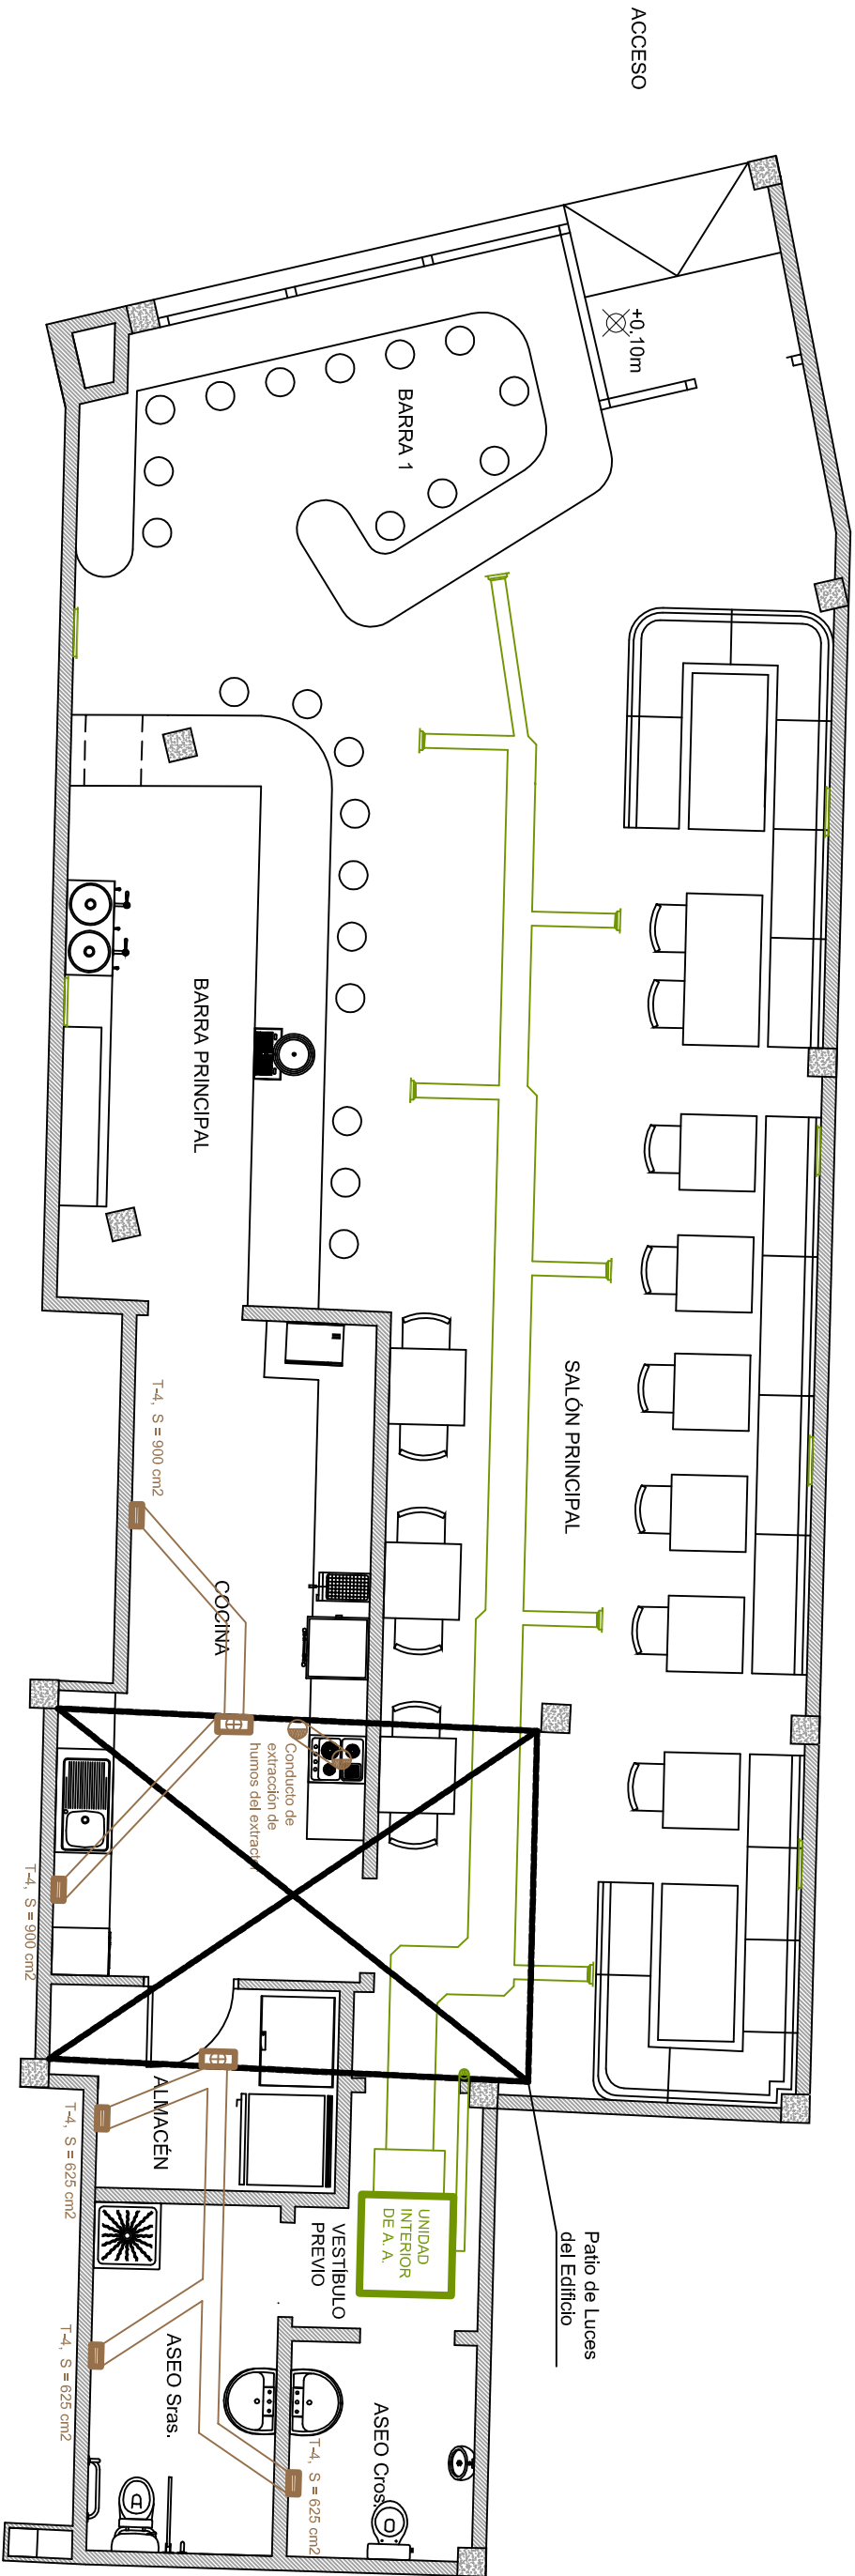 ACCESO
+0,10m
BARRA 1
BARRA PRINCIPAL
SALÓN PRINCIPAL
T-4, S = 900 cm2
COCINA
Conducto de
extracción de
humos del extractor
T-4, S = 900 cm2
ALMACÉN
T-4, S = 625 cm2
UNIDAD
INTERIOR
DE A. A.
VESTÍBULO
PREVIO
Patio de Luces
del Edificio
T-4, S = 625 cm2
ASEO Sras.
ASEO Cros.
T-4, S = 625 cm2